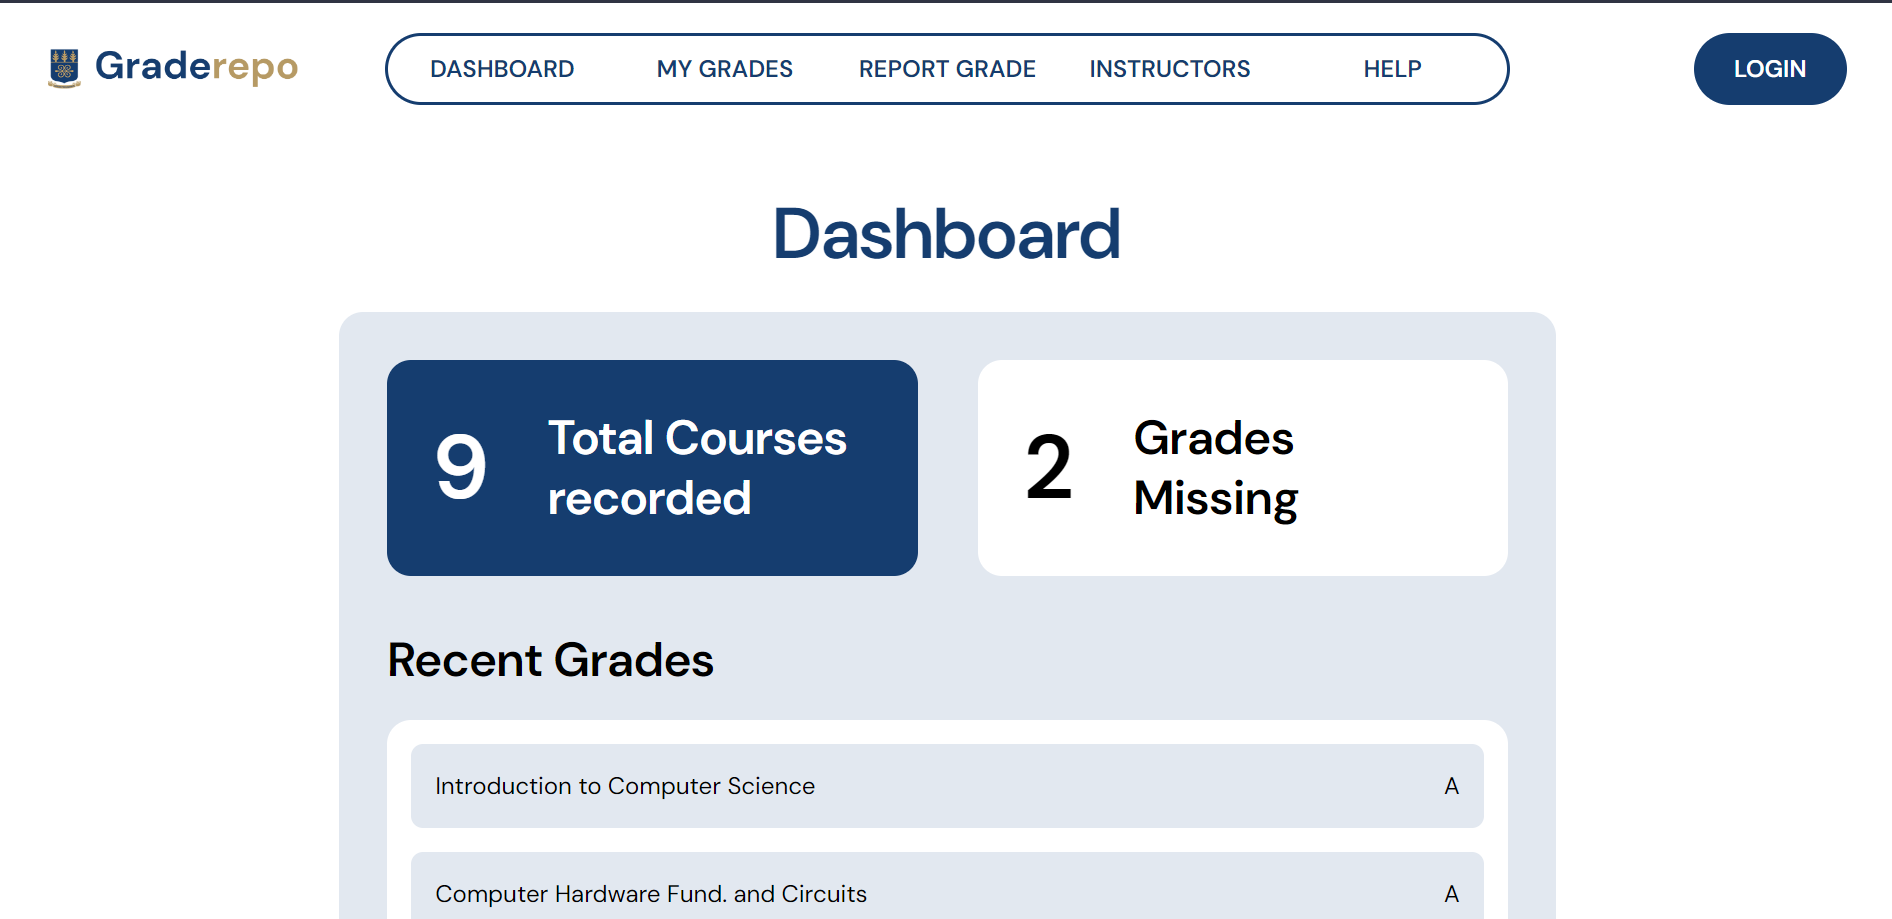 Graderepo
DASHBOARD MY GRADES REPORT GRADE INSTRUCTORS HELP
LOGIN
Dashboard
9
Total Courses
recorded
2
Grades
Missing
Recent Grades
Introduction to Computer Science A
Computer Hardware Fund. and Circuits A